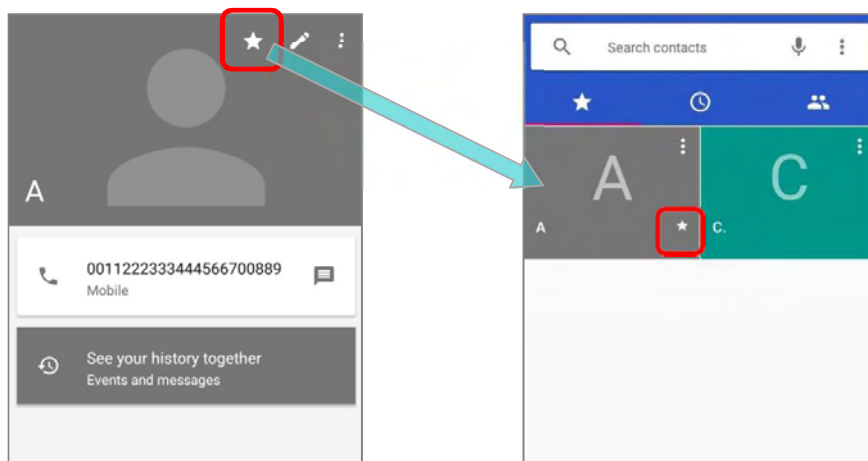 A
0011222333444566700889
Mobile
See your history together
Events and messages
Search contacts
A
C
A
C.